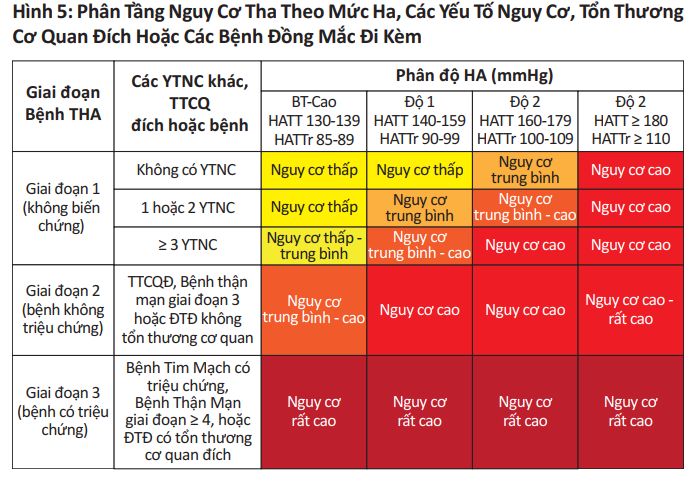 Hình 5: Phân Tầng Nguy Cơ Tha Theo Mức Ha, Các Yếu Tố Nguy Cơ, Tổn Thương
Cơ Quan Đích Hoặc Các Bệnh Đồng Mắc Đi Kèm
Giai đoạn
Bệnh THA
Các YTNC khác,
TTCQ
đích hoặc bệnh
Phân độ HA (mmHg)
BT-Cao
HATT 130-139
HATTr 85-89
Độ 1
HATT 140-159
HATTr 90-99
Độ 2
HATT 160-179
HATTr 100-109
Độ 2
HATT ≥ 180
HATTr ≥ 110
Giai đoạn 1
(không biến
chứng)
Không có YTNC
Nguy cơ thấp
Nguy cơ thấp
Nguy cơ
trung bình
Nguy cơ cao
1 hoặc 2 YTNC
Nguy cơ thấp
Nguy cơ
trung bình
Nguy cơ
trung bình - cao
Nguy cơ cao
≥ 3 YTNC
Nguy cơ thấp -
trung bình
Nguy cơ
trung bình - cao
Nguy cơ cao
Nguy cơ cao
Giai đoạn 2
(bệnh không
triệu chứng)
TTCQĐ, Bệnh thận
mạn giai đoạn 3
hoặc ĐTĐ không
tổn thương cơ quan
Nguy cơ
trung bình - cao
Nguy cơ cao
Nguy cơ cao
Nguy cơ cao -
rất cao
Giai đoạn 3
(bệnh có triệu
chứng)
Bệnh Tim Mạch có
triệu chứng,
Bệnh Thận Mạn
giai đoạn ≥ 4, hoặc
ĐTĐ có tổn thương
cơ quan đích
Nguy cơ
rất cao
Nguy cơ
rất cao
Nguy cơ
rất cao
Nguy cơ
rất cao